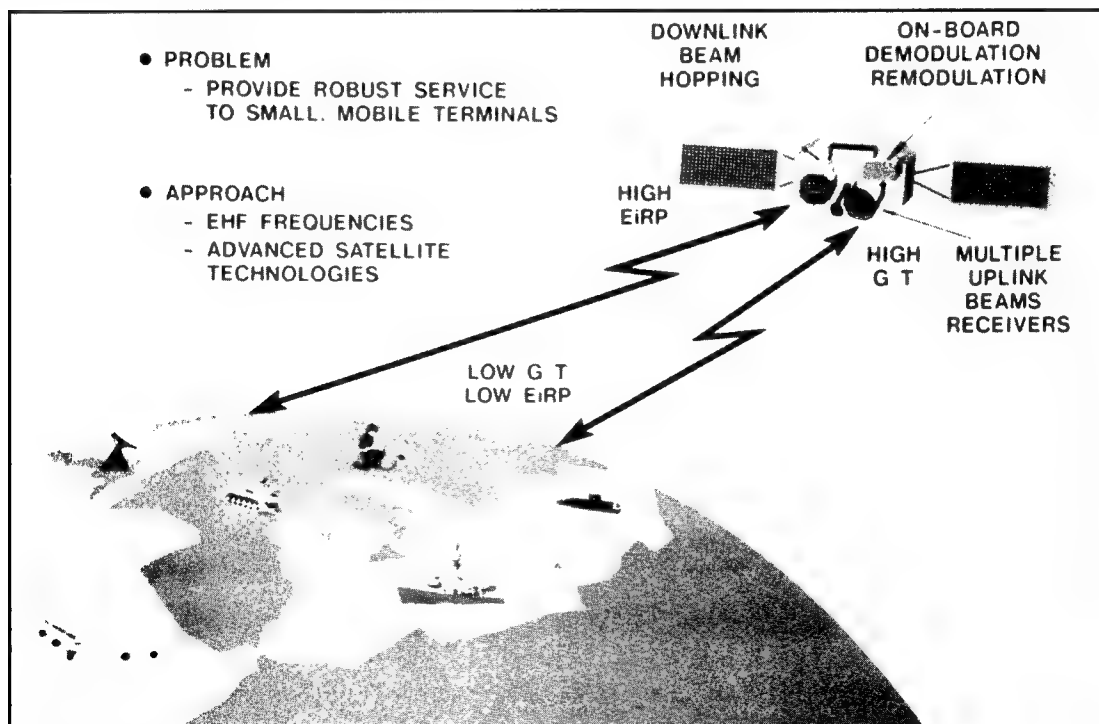 ● PROBLEM
- PROVIDE ROBUST SERVICE
TO SMALL. MOBILE TERMINALS
● APPROACH
- EHF FREQUENCIES
- ADVANCED SATELLITE
TECHNOLOGIES
DOWNLINK
BEAM
HOPPING
ON-BOARD
DEMODULATION
REMODULATION
HIGH
EiRP
HIGH
G T
MULTIPLE
UPLINK
BEAMS
RECEIVERS
LOW G T
LOW EiRP